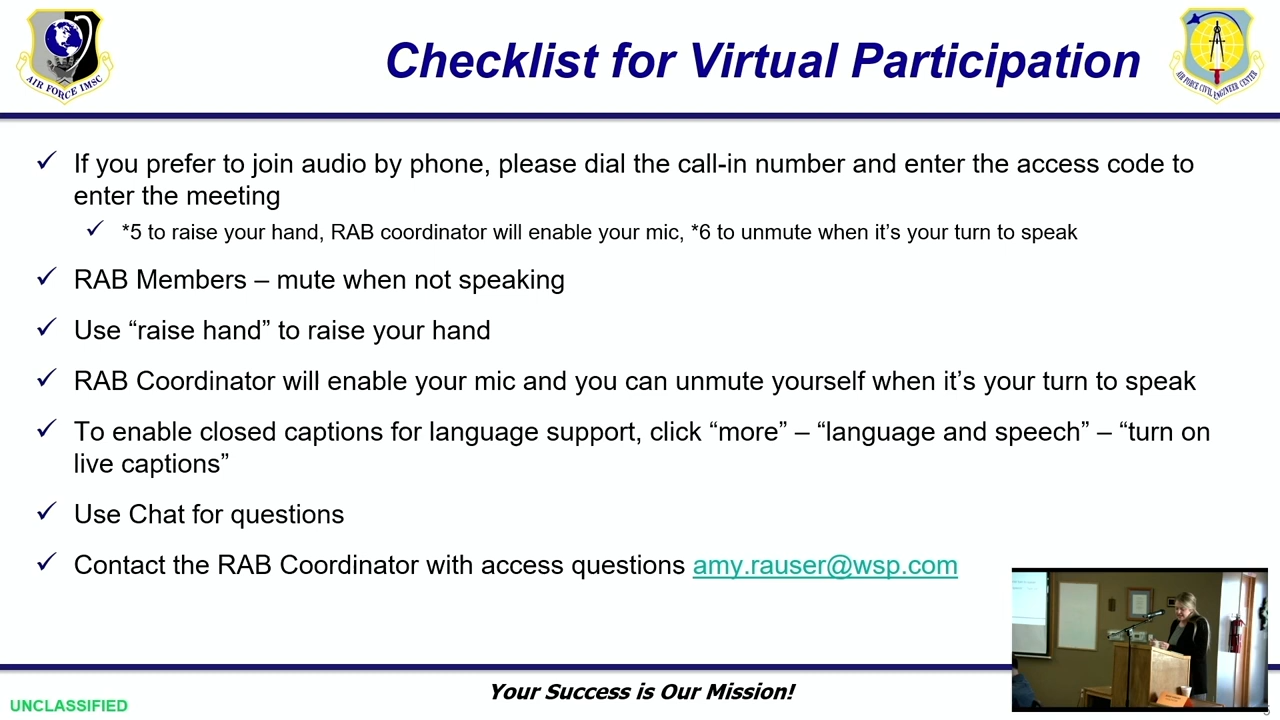 Checklist for Virtual Participation
AIR FORCE IMSC
AIR FORCE CIVIL ENGINEER CENTER
✓ If you prefer to join audio by phone, please dial the call-in number and enter the access code to
enter the meeting
✓ *5 to raise your hand, RAB coordinator will enable your mic, *6 to unmute when it’s your turn to speak
✓ RAB Members – mute when not speaking
✓ Use “raise hand” to raise your hand
✓ RAB Coordinator will enable your mic and you can unmute yourself when it’s your turn to speak
✓ To enable closed captions for language support, click “more” – “language and speech” – “turn on
live captions”
✓ Use Chat for questions
✓ Contact the RAB Coordinator with access questions amy.rauser@wsp.com
Your Success is Our Mission!
UNCLASSIFIED